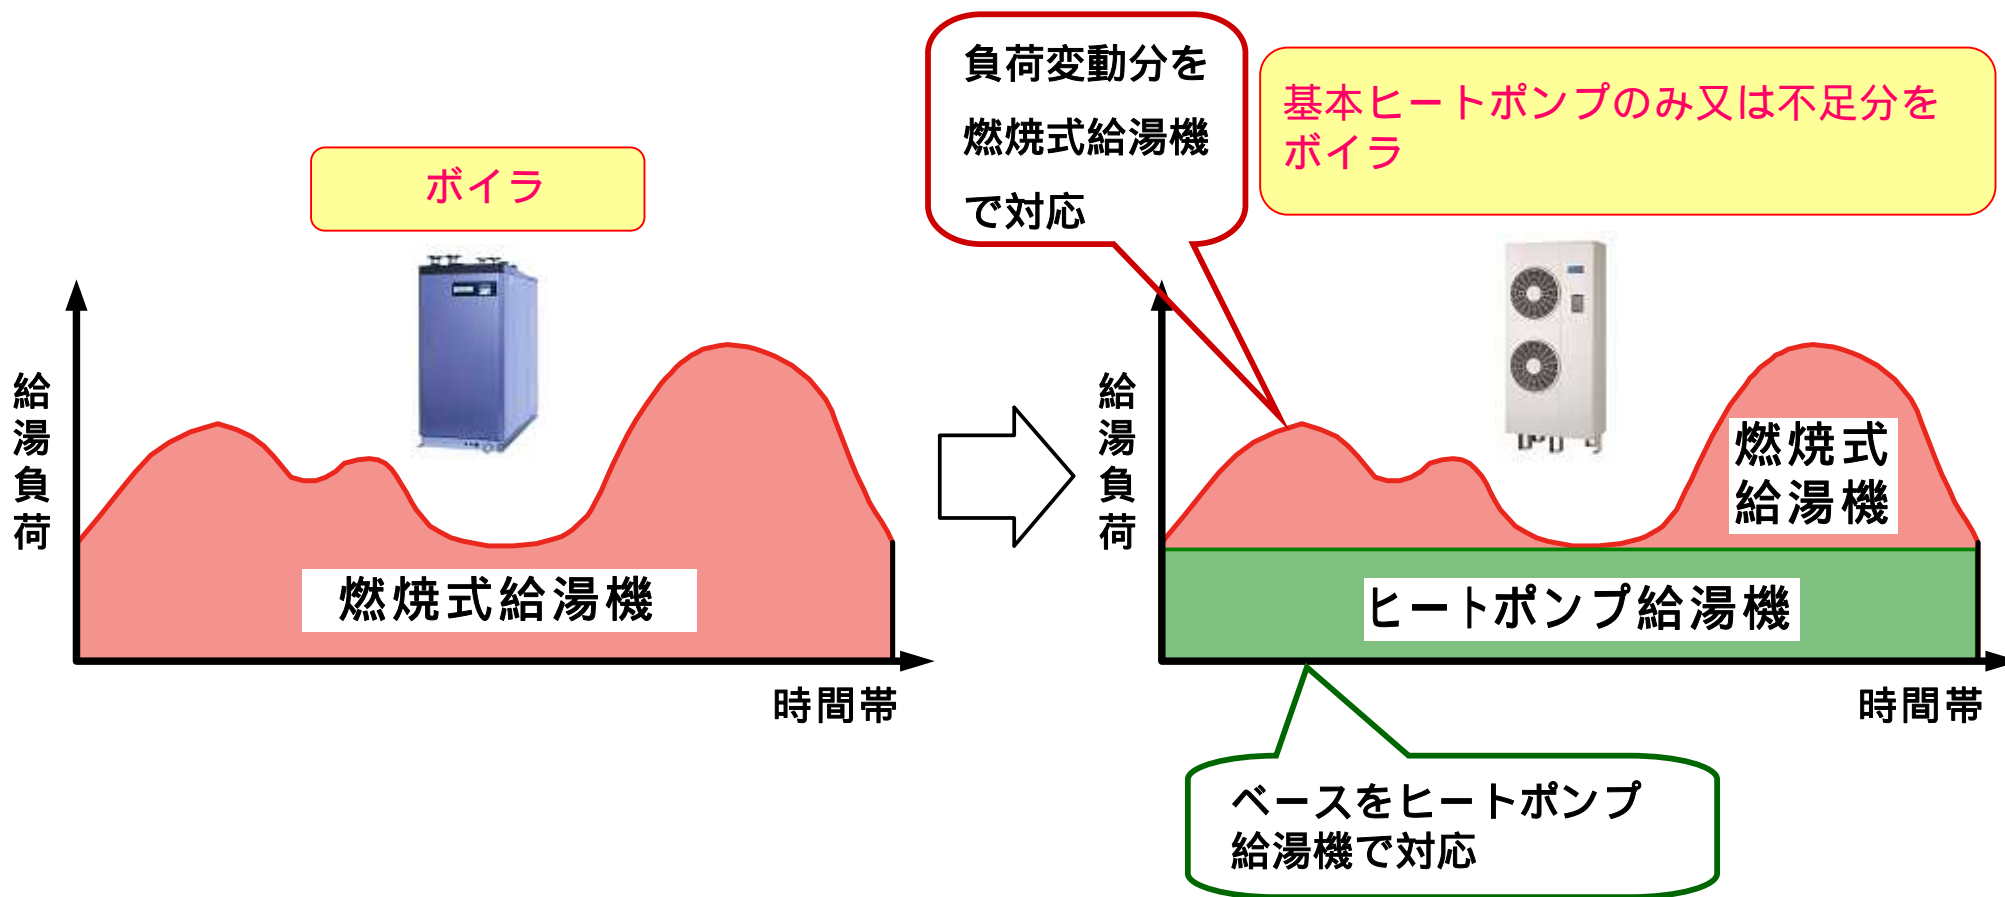 ボイラ
給湯負荷
燃焼式給湯機
時間帯
負荷変動分を
燃焼式給湯機
で対応
基本ヒートポンプのみ又は不足分を
ボイラ
給湯負荷
燃焼式
給湯機
ヒートポンプ給湯機
時間帯
ベースをヒートポンプ
給湯機で対応